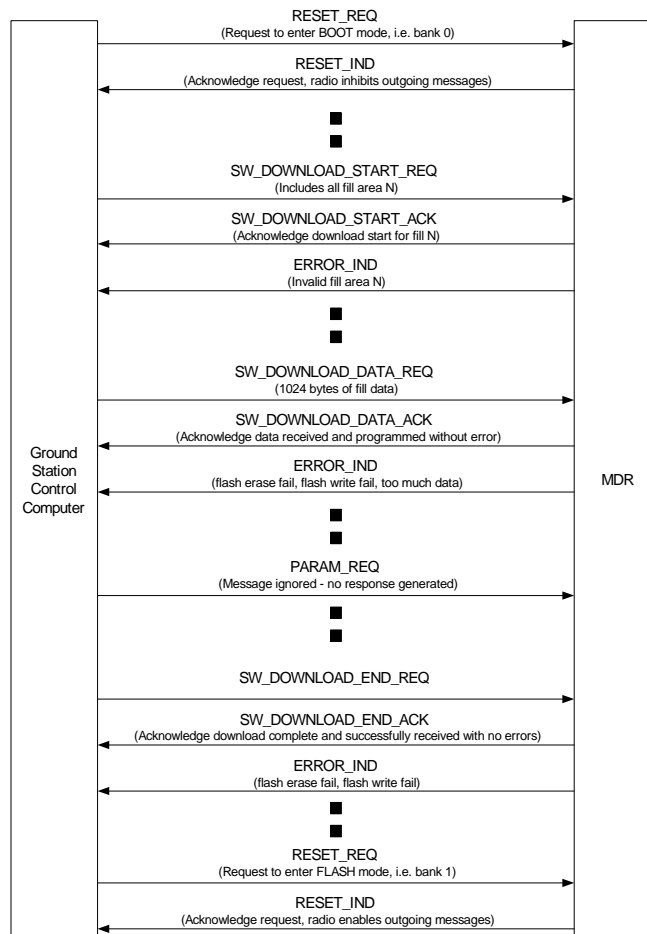 RESET_REQ
(Request to enter BOOT mode, i.e. bank 0)
RESET_IND
(Acknowledge request, radio inhibits outgoing messages)
SW_DOWNLOAD_START_REQ
(Includes all fill area N)
SW_DOWNLOAD_START_ACK
(Acknowledge download start for fill N)
ERROR_IND
(Invalid fill area N)
SW_DOWNLOAD_DATA_REQ
(1024 bytes of fill data)
SW_DOWNLOAD_DATA_ACK
(Acknowledge data received and programmed without error)
Ground
Station
Control
Computer
ERROR_IND
(flash erase fail, flash write fail, too much data)
MDR
PARAM_REQ
(Message ignored - no response generated)
SW_DOWNLOAD_END_REQ
SW_DOWNLOAD_END_ACK
(Acknowledge download complete and successfully received with no errors)
ERROR_IND
(flash erase fail, flash write fail)
RESET_REQ
(Request to enter FLASH mode, i.e. bank 1)
RESET_IND
(Acknowledge request, radio enables outgoing messages)